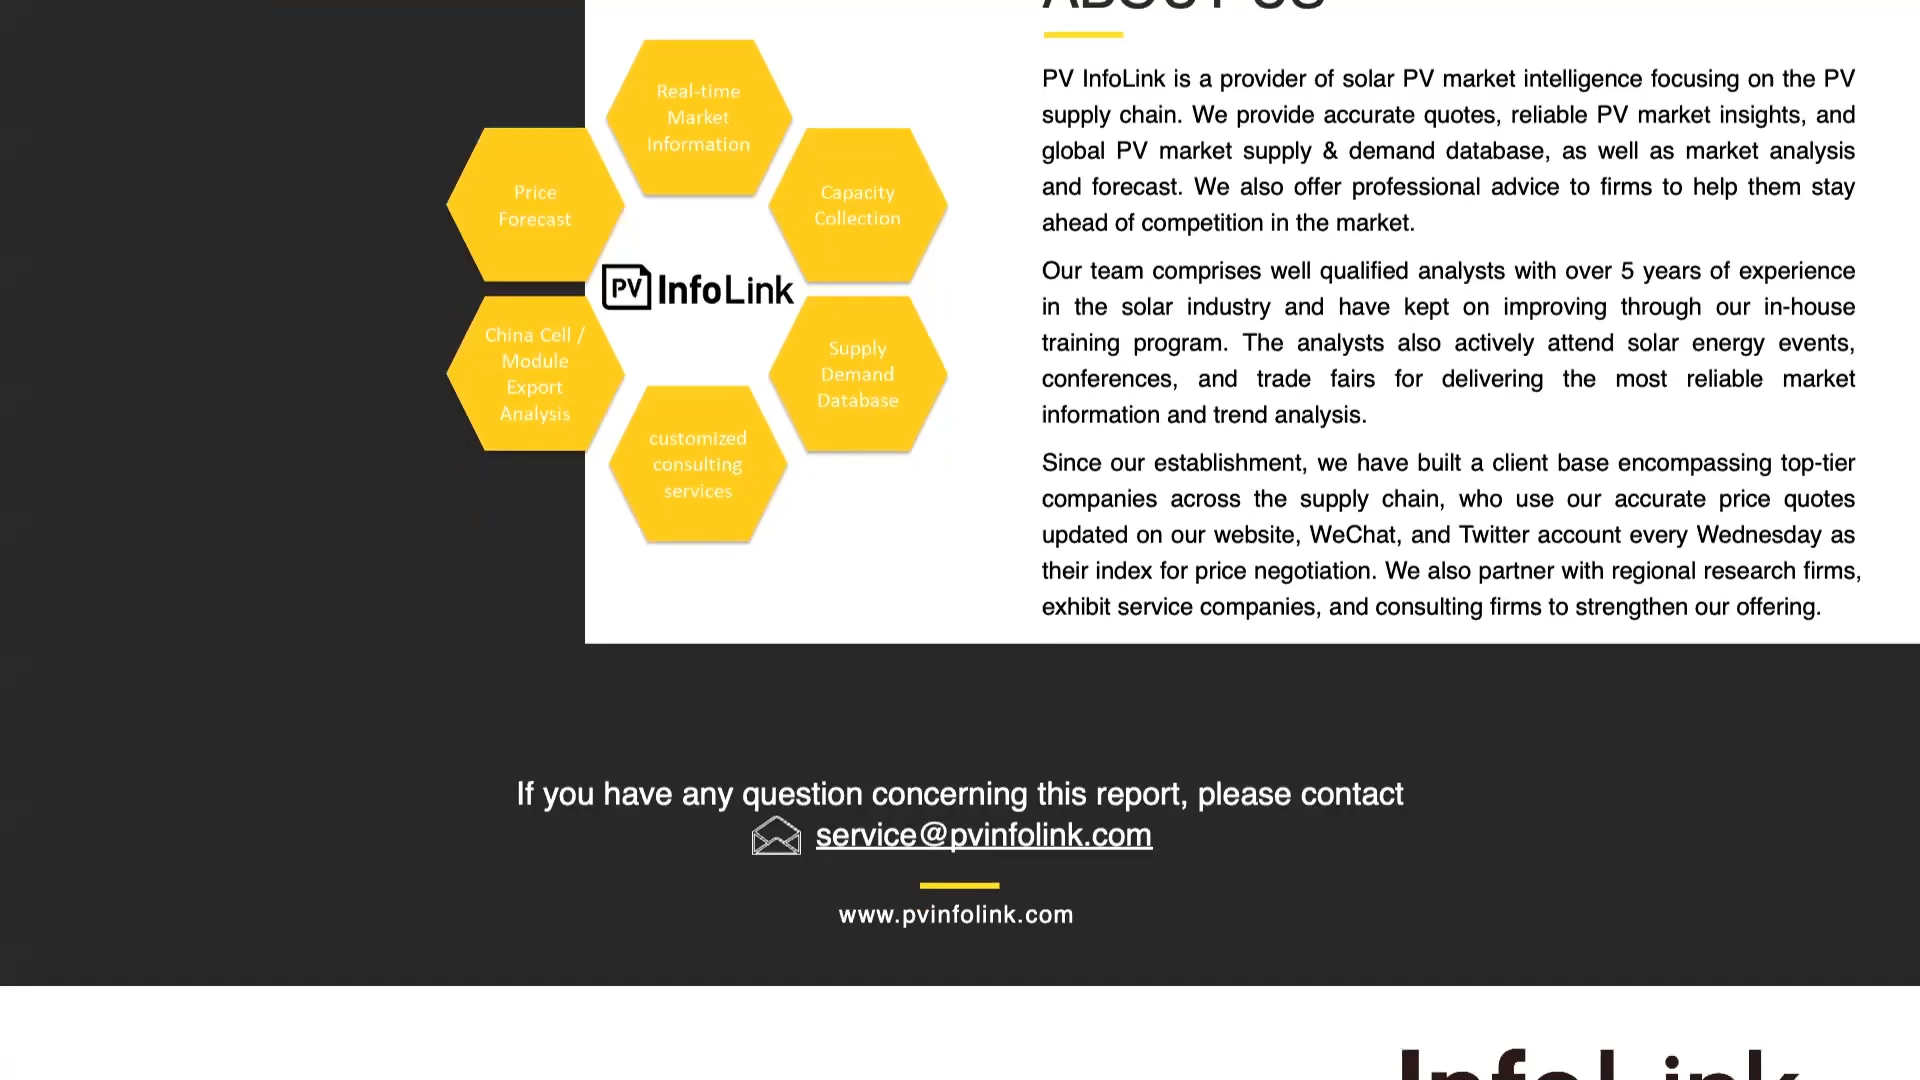 ABOUT US
Real-time
Market
Information
Price
Forecast
Capacity
Collection
PV InfoLink
China Cell /
Module
Export
Analysis
Supply
Demand
Database
customized
consulting
services
PV InfoLink is a provider of solar PV market intelligence focusing on the PV
supply chain. We provide accurate quotes, reliable PV market insights, and
global PV market supply & demand database, as well as market analysis
and forecast. We also offer professional advice to firms to help them stay
ahead of competition in the market.
Our team comprises well qualified analysts with over 5 years of experience
in the solar industry and have kept on improving through our in-house
training program. The analysts also actively attend solar energy events,
conferences, and trade fairs for delivering the most reliable market
information and trend analysis.
Since our establishment, we have built a client base encompassing top-tier
companies across the supply chain, who use our accurate price quotes
updated on our website, WeChat, and Twitter account every Wednesday as
their index for price negotiation. We also partner with regional research firms,
exhibit service companies, and consulting firms to strengthen our offering.
If you have any question concerning this report, please contact
service@pvinfolink.com
www.pvinfolink.com
InfoLink